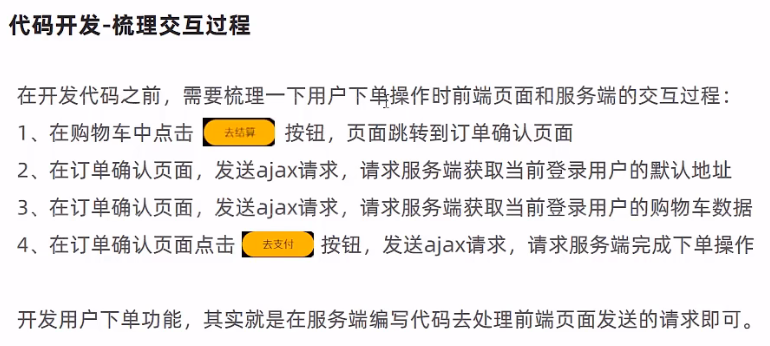 代码开发-梳理交互过程
在开发代码之前，需要梳理一下用户下单操作时前端页面和服务端的交互过程：
1、在购物车中点击 去结算 按钮，页面跳转到订单确认页面
2、在订单确认页面，发送ajax请求，请求服务端获取当前登录用户的默认地址
3、在订单确认页面，发送ajax请求，请求服务端获取当前登录用户的购物车数据
4、在订单确认页面点击 去支付 按钮，发送ajax请求，请求服务端完成下单操作
开发用户下单功能，其实就是在服务端编写代码去处理前端页面发送的请求即可。